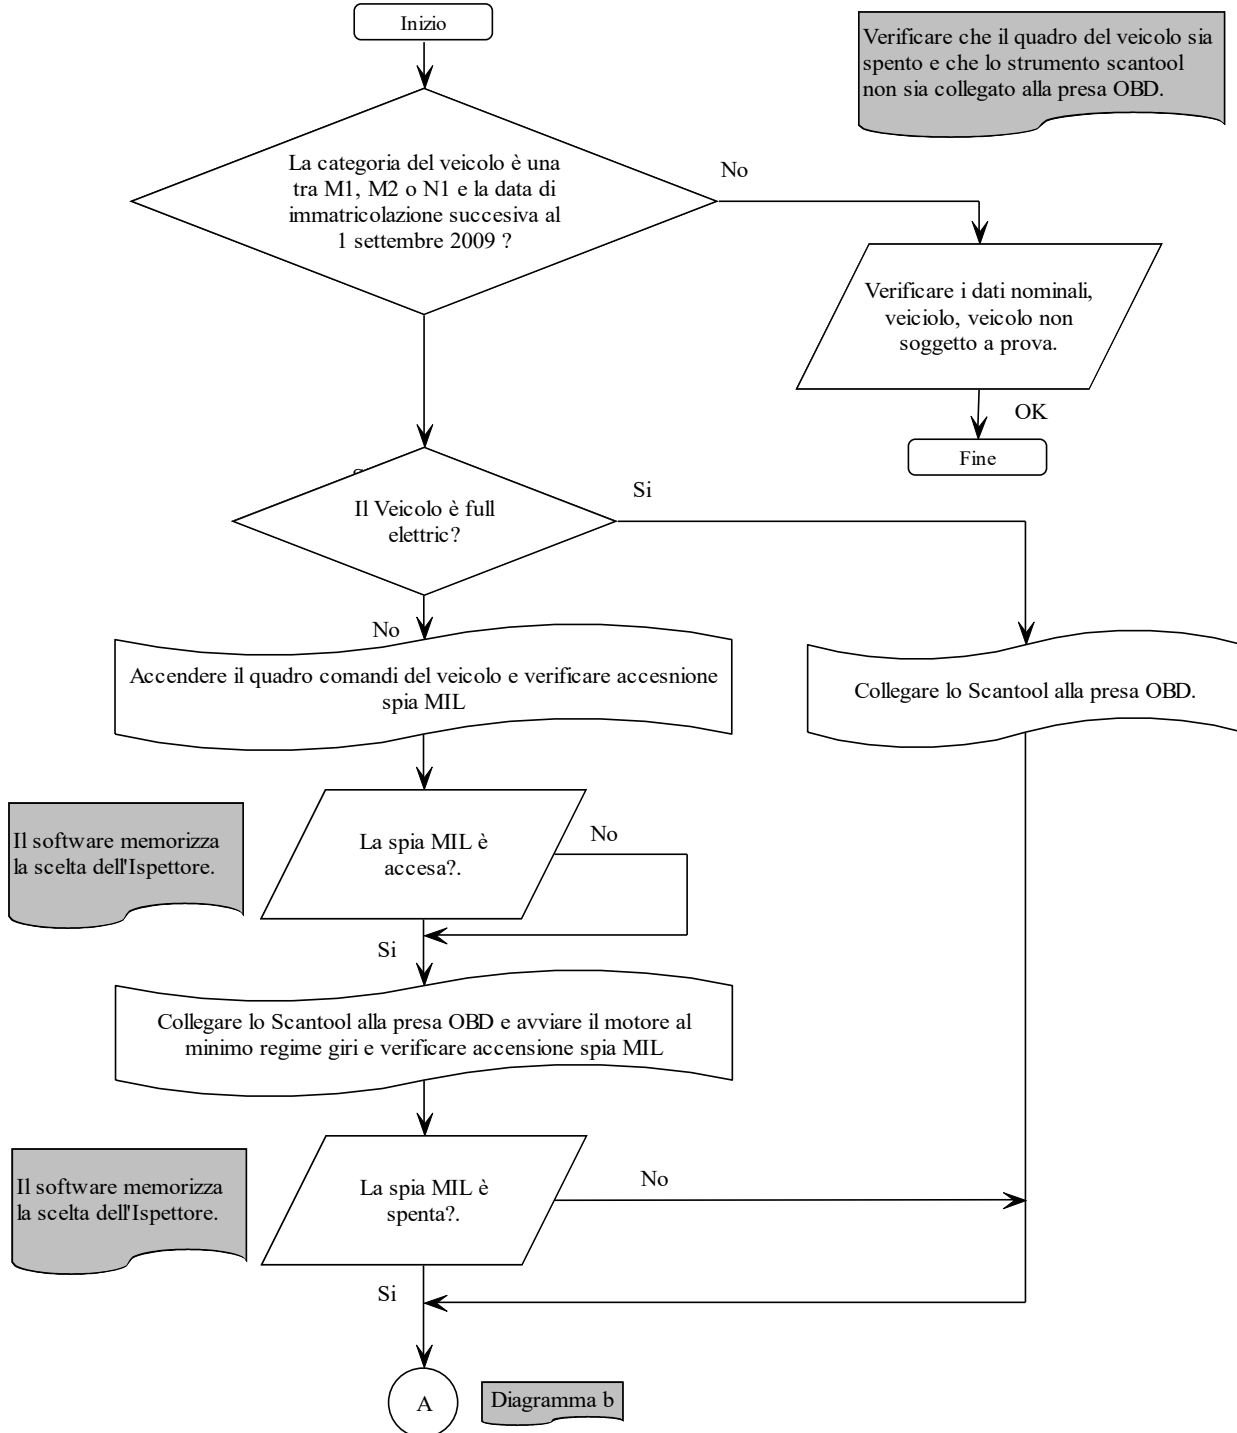 Inizio
Verificare che il quadro del veicolo sia
spento e che lo strumento scantool
non sia collegato alla presa OBD.
La categoria del veicolo è una
tra M1, M2 o N1 e la data di
immatricolazione succesiva al
1 settembre 2009 ?
No
Verificare i dati nominali,
veiciolo, veicolo non
soggetto a prova.
OK
Fine
Il Veicolo è full
elettric?
Si
No
Accendere il quadro comandi del veicolo e verificare accesnione
spia MIL
Collegare lo Scantool alla presa OBD.
Il software memorizza
la scelta dell'Ispettore.
La spia MIL è
accesa?.
No
Si
Collegare lo Scantool alla presa OBD e avviare il motore al
minimo regime giri e verificare accensione spia MIL
Il software memorizza
la scelta dell'Ispettore.
La spia MIL è
spenta?.
No
Si
A
Diagramma b